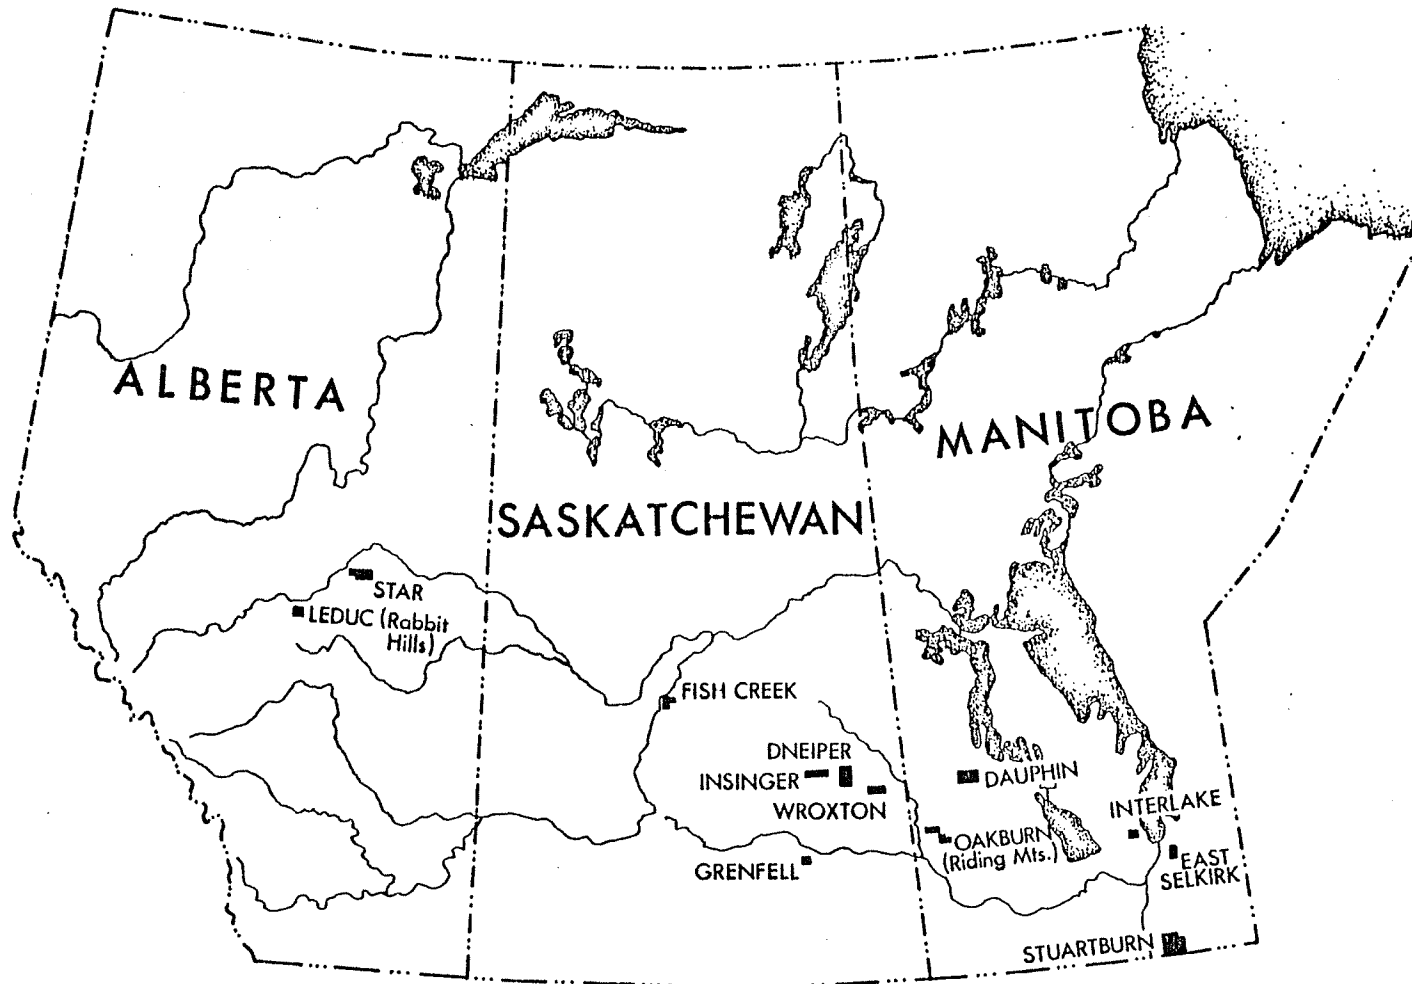 ALBERTA
MANITOBA
SASKATCHEWAN
STAR
LEDUC (Rabbit
Hills)
FISH CREEK
DNEIPER
INSINGER
WROXTON
DAUPHIN
INTERLAKE
OAKBURN
(Riding Mts.)
GRENFELL
EAST
SELKIRK
STUARTBURN